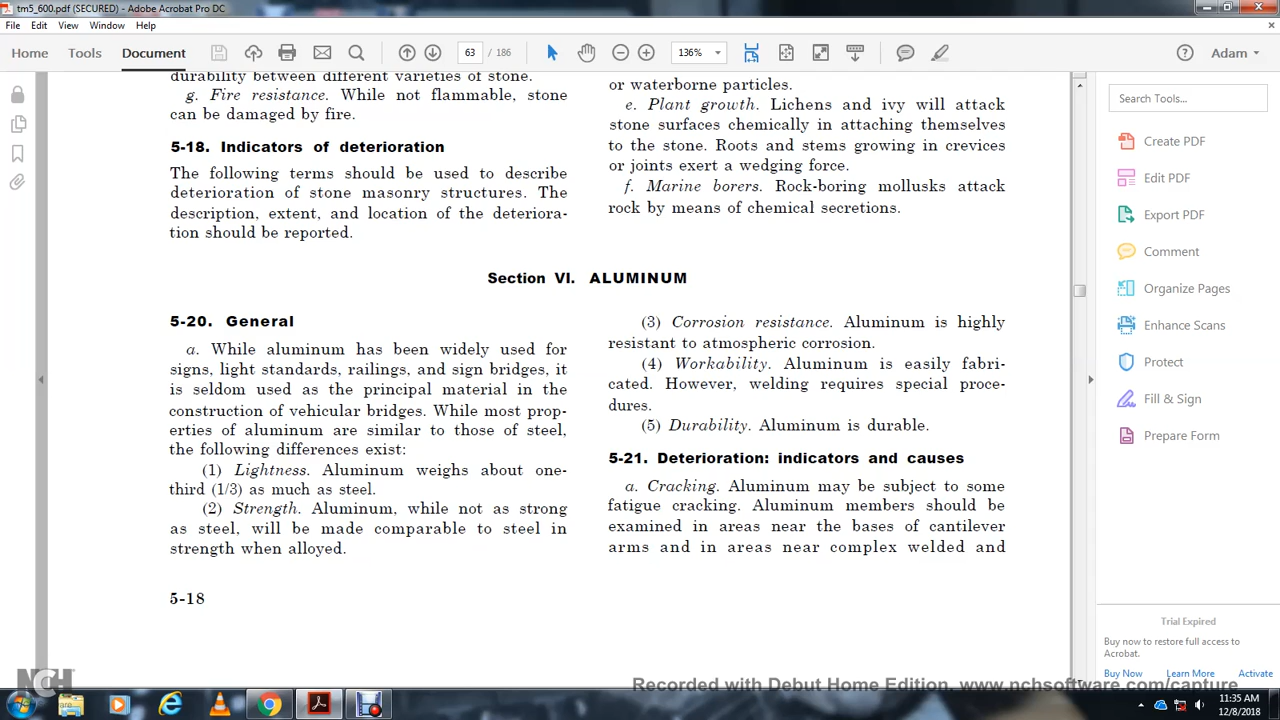 tm5_600.pdf (SECURED) - Adobe Acrobat Pro DC
File Edit View Window Help
Home Tools Document 63 / 186 136% Adam
durability between different varieties of stone.
g. Fire resistance. While not flammable, stone
can be damaged by fire.
5-18. Indicators of deterioration
The following terms should be used to describe
deterioration of stone masonry structures. The
description, extent, and location of the deteriora-
tion should be reported.
or waterborne particles.
e. Plant growth. Lichens and ivy will attack
stone surfaces chemically in attaching themselves
to the stone. Roots and stems growing in crevices
or joints exert a wedging force.
f. Marine borers. Rock-boring mollusks attack
rock by means of chemical secretions.
Section VI. ALUMINUM
5-20. General
a. While aluminum has been widely used for
signs, light standards, railings, and sign bridges, it
is seldom used as the principal material in the
construction of vehicular bridges. While most prop-
erties of aluminum are similar to those of steel,
the following differences exist:
(1) Lightness. Aluminum weighs about one-
third (1/3) as much as steel.
(2) Strength. Aluminum, while not as strong
as steel, will be made comparable to steel in
strength when alloyed.
(3) Corrosion resistance. Aluminum is highly
resistant to atmospheric corrosion.
(4) Workability. Aluminum is easily fabri-
cated. However, welding requires special proce-
dures.
(5) Durability. Aluminum is durable.
5-21. Deterioration: indicators and causes
a. Cracking. Aluminum may be subject to some
fatigue cracking. Aluminum members should be
examined in areas near the bases of cantilever
arms and in areas near complex welded and
5-18
Search Tools...
Create PDF
Edit PDF
Export PDF
Comment
Organize Pages
Enhance Scans
Protect
Fill & Sign
Prepare Form
Trial Expired
Buy now to restore full access to
Acrobat.
Buy Now Learn More Activate
NCH
Recorded with Debut Home Edition. www.nchsoftware.com/capture
11:35 AM
12/8/2018